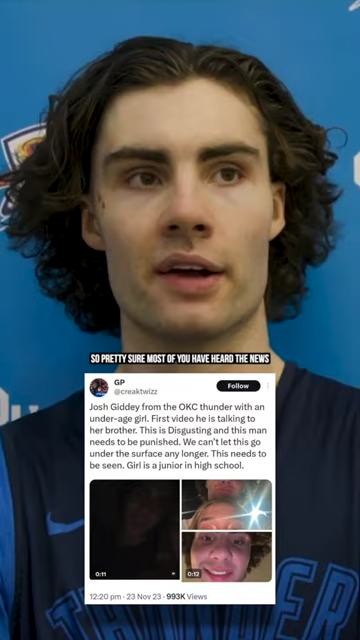 SO PRETTY SURE MOST OF YOU HAVE HEARD THE NEWS
GP
@creaktwizz
Follow
Josh Giddey from the OKC thunder with an
under-age girl. First video he is talking to
her brother. This is Disgusting and this man
needs to be punished. We can't let this go
under the surface any longer. This needs to
be seen. Girl is a junior in high school.
0:11
0:12
12:20 pm · 23 Nov 23 · 993K Views
THUNDER